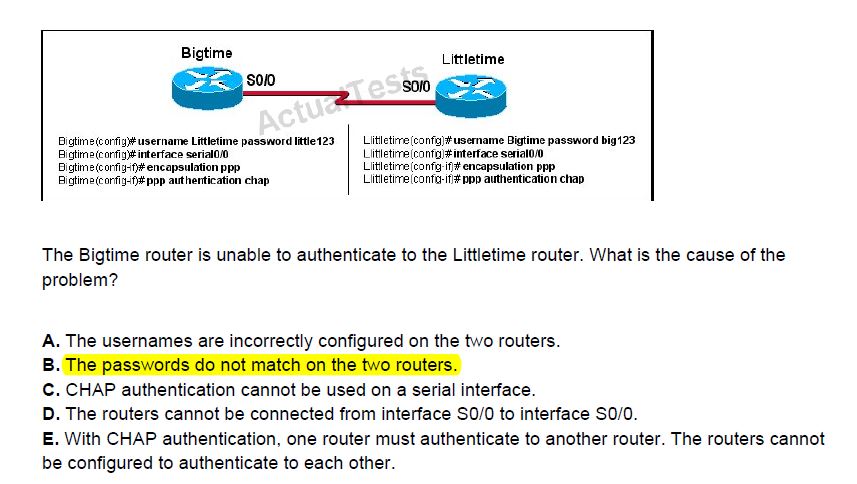 Bigtime
Littletime
S0/0
S0/0
ActualTests
Bigtime(config)#username Littletime password little123
Bigtime(config)#interface serial0/0
Bigtime(config-if)#encapsulation ppp
Bigtime(config-if)#ppp authentication chap
Littletime(config)#username Bigtime password big123
Littletime(config)#interface serial0/0
Littletime(config-if)#encapsulation ppp
Littletime(config-if)#ppp authentication chap
The Bigtime router is unable to authenticate to the Littletime router. What is the cause of the
problem?
A. The usernames are incorrectly configured on the two routers.
B. The passwords do not match on the two routers.
C. CHAP authentication cannot be used on a serial interface.
D. The routers cannot be connected from interface S0/0 to interface S0/0.
E. With CHAP authentication, one router must authenticate to another router. The routers cannot
be configured to authenticate to each other.